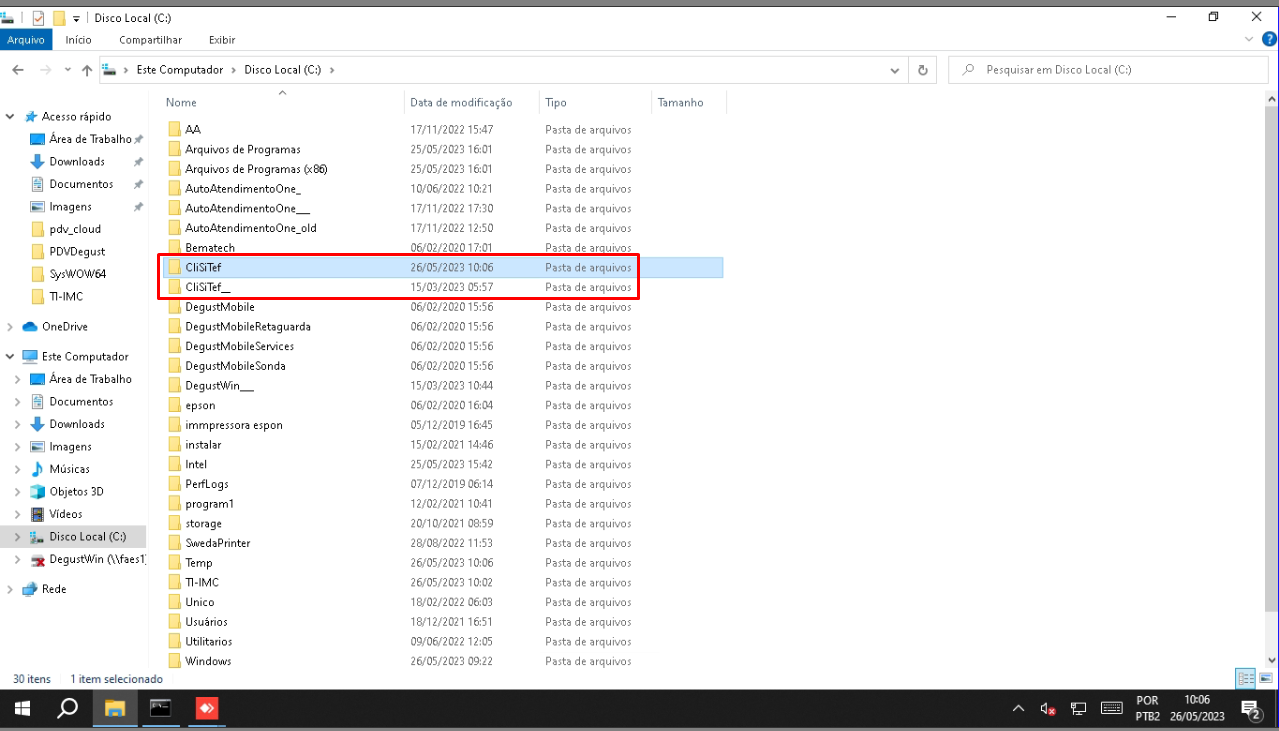 Disco Local (C:)
Arquivo Início Compartilhar Exibir
Este Computador > Disco Local (C:) >
Pesquisar em Disco Local (C:)
Acesso rápido
Área de Trabalho
Downloads
Documentos
Imagens
pdv_cloud
PDVDegust
SysWOW64
TI-IMC
OneDrive
Este Computador
Área de Trabalho
Documentos
Downloads
Imagens
Músicas
Objetos 3D
Vídeos
Disco Local (C:)
DegustWin (\\faes1
Rede
Nome Data de modificação Tipo Tamanho
AA 17/11/2022 15:47 Pasta de arquivos
Arquivos de Programas 25/05/2023 16:01 Pasta de arquivos
Arquivos de Programas (x86) 25/05/2023 16:01 Pasta de arquivos
AutoAtendimentoOne_ 10/06/2022 10:21 Pasta de arquivos
AutoAtendimentoOne___ 17/11/2022 17:30 Pasta de arquivos
AutoAtendimentoOne_old 17/11/2022 12:50 Pasta de arquivos
Bematech 06/02/2020 17:01 Pasta de arquivos
CliSiTef 26/05/2023 10:06 Pasta de arquivos
CliSiTef__ 15/03/2023 05:57 Pasta de arquivos
DegustMobile 06/02/2020 15:56 Pasta de arquivos
DegustMobileRetaguarda 06/02/2020 15:56 Pasta de arquivos
DegustMobileServices 06/02/2020 15:56 Pasta de arquivos
DegustMobileSonda 06/02/2020 15:56 Pasta de arquivos
DegustWin___ 15/03/2023 10:44 Pasta de arquivos
epson 06/02/2020 16:04 Pasta de arquivos
immpressora espon 05/12/2019 16:45 Pasta de arquivos
instalar 15/02/2021 14:46 Pasta de arquivos
Intel 25/05/2023 15:42 Pasta de arquivos
PerfLogs 07/12/2019 06:14 Pasta de arquivos
program1 12/02/2021 10:41 Pasta de arquivos
storage 20/10/2021 08:59 Pasta de arquivos
SwedaPrinter 28/08/2022 11:53 Pasta de arquivos
Temp 26/05/2023 10:06 Pasta de arquivos
TI-IMC 26/05/2023 10:02 Pasta de arquivos
Unico 18/02/2022 06:03 Pasta de arquivos
Usuários 18/12/2021 16:51 Pasta de arquivos
Utilitarios 09/06/2022 12:05 Pasta de arquivos
Windows 26/05/2023 09:22 Pasta de arquivos
30 itens 1 item selecionado
POR 10:06
PTB2 26/05/2023 2